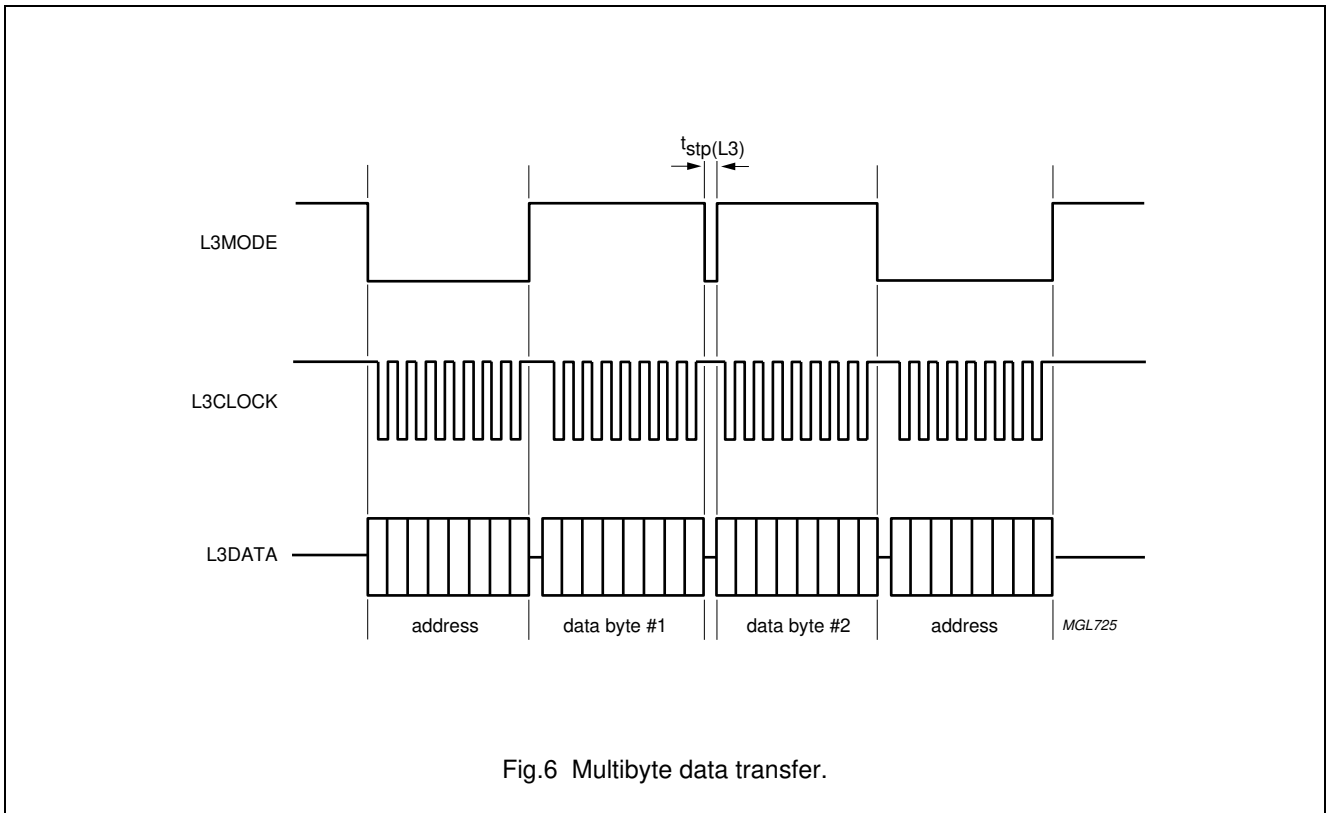 tstp(L3)
L3MODE
L3CLOCK
L3DATA
address
data byte #1
data byte #2
address
MGL725
Fig.6 Multibyte data transfer.